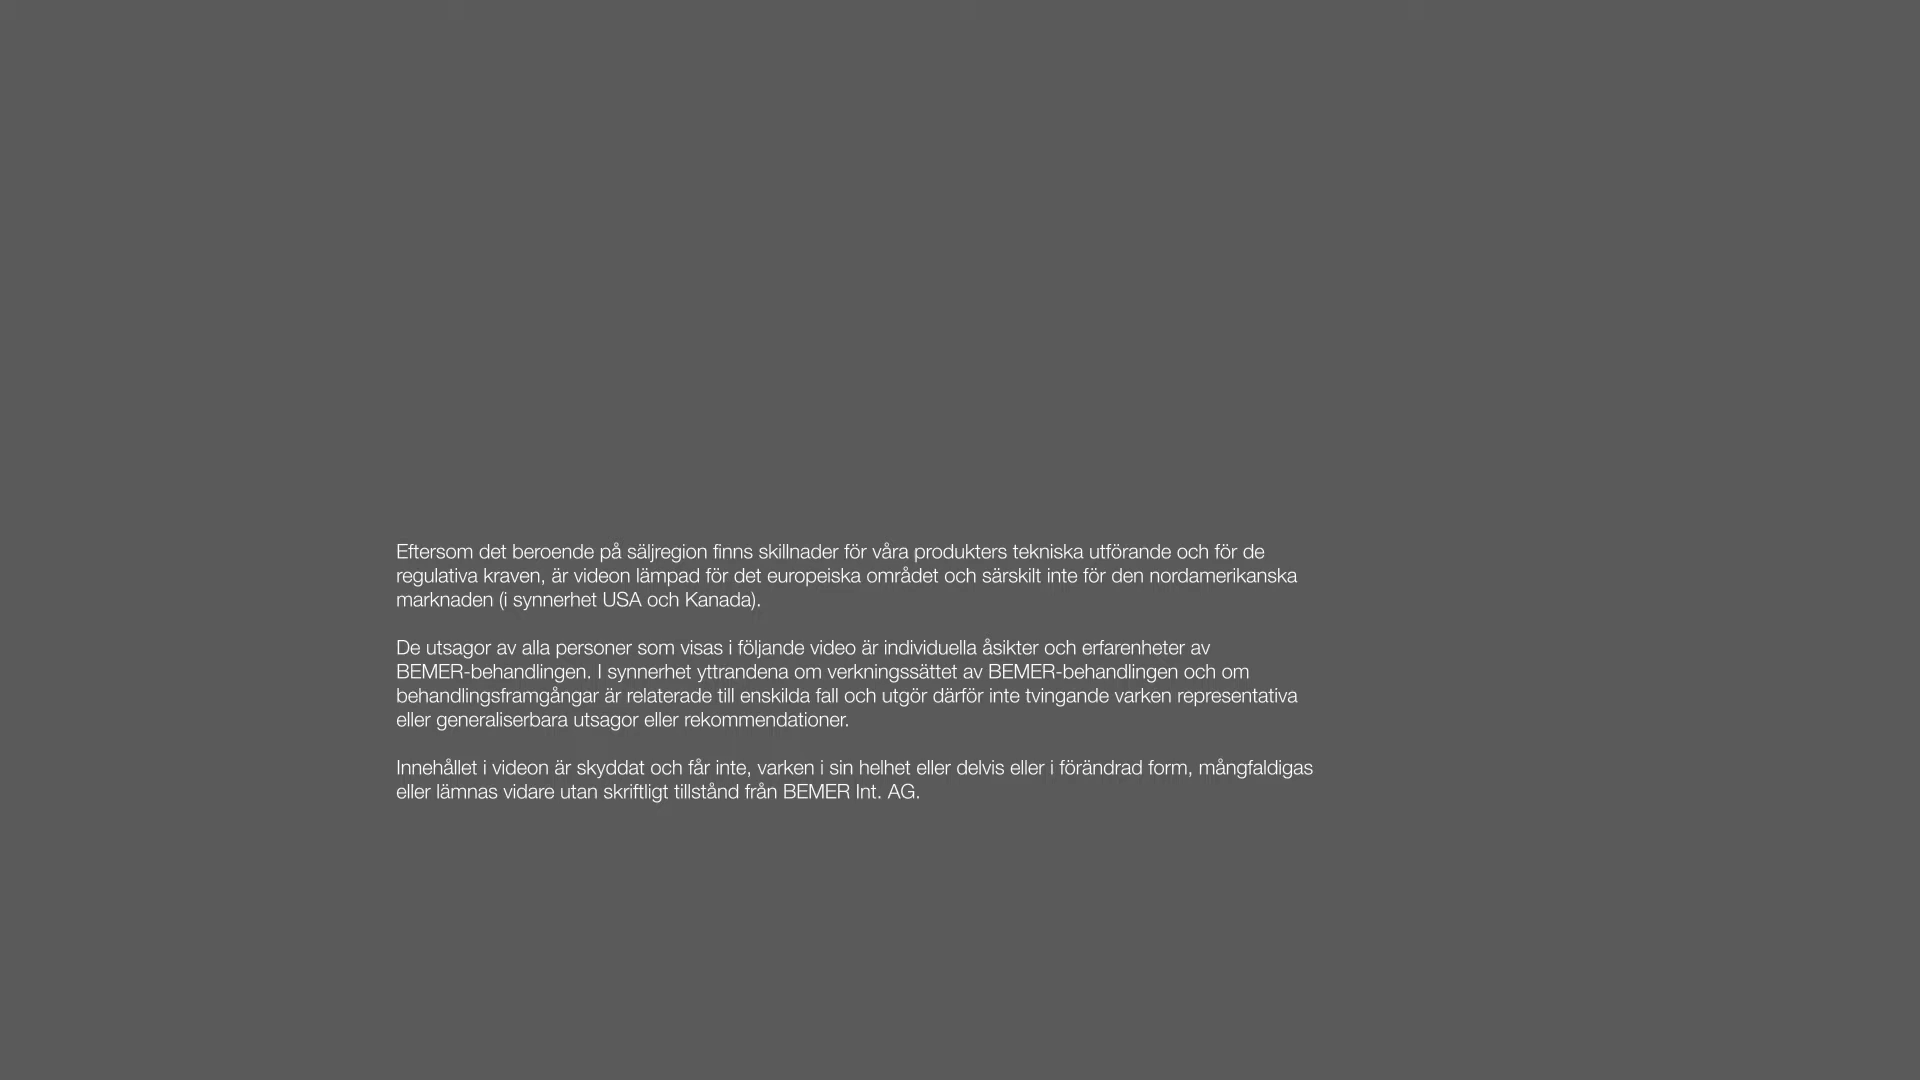 Eftersom det beroende på säljregion finns skillnader för våra produkters tekniska utförande och för de
regulativa kraven, är videon lämpad för det europeiska området och särskilt inte för den nordamerikanska
marknaden (i synnerhet USA och Kanada).
De utsagor av alla personer som visas i följande video är individuella åsikter och erfarenheter av
BEMER-behandlingen. I synnerhet yttrandena om verkningssättet av BEMER-behandlingen och om
behandlingsframgångar är relaterade till enskilda fall och utgör därför inte tvingande varken representativa
eller generaliserbara utsagor eller rekommendationer.
Innehållet i videon är skyddat och får inte, varken i sin helhet eller delvis eller i förändrad form, mångfaldigas
eller lämnas vidare utan skriftligt tillstånd från BEMER Int. AG.